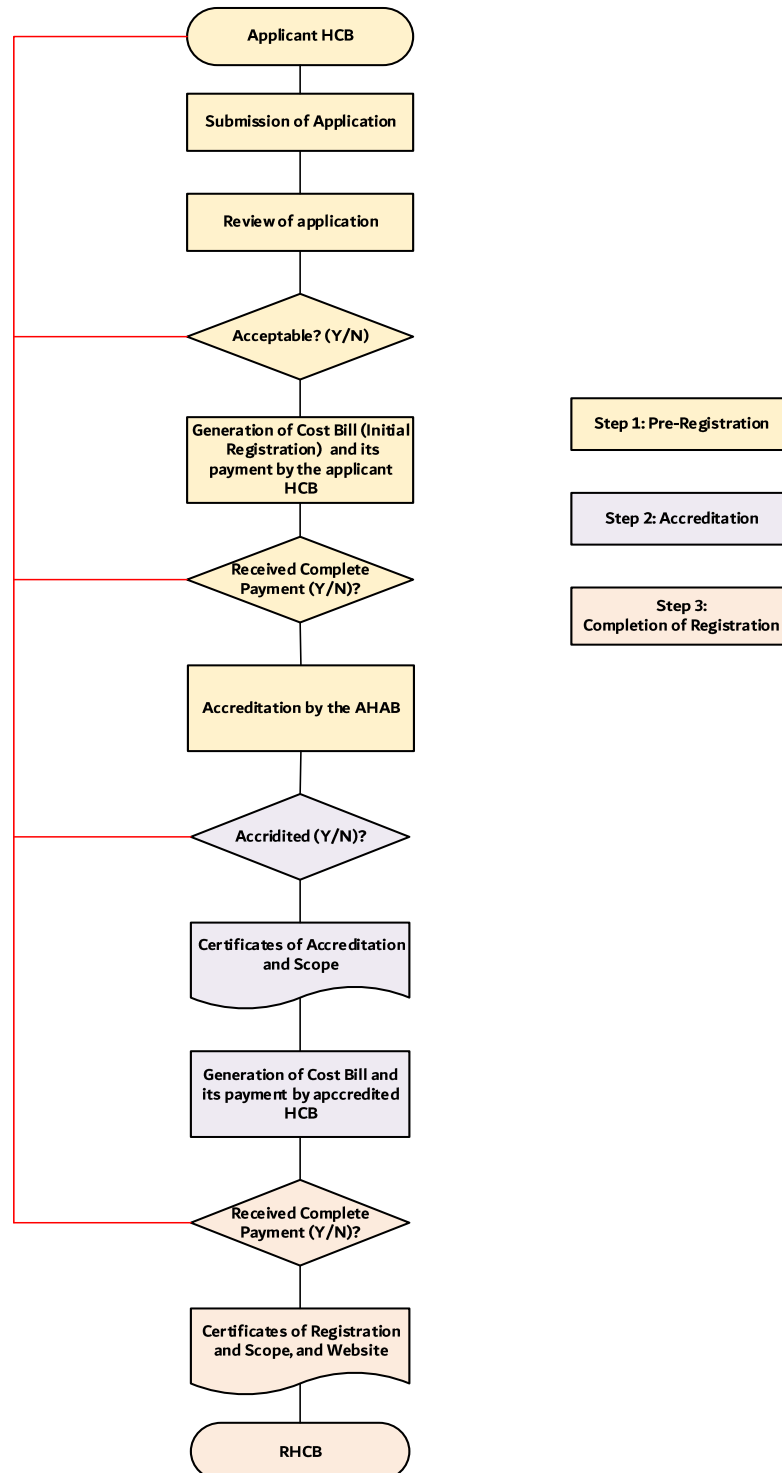 Applicant HCB
Submission of Application
Review of application
Acceptable? (Y/N)
Generation of Cost Bill (Initial
Registration) and its
payment by the applicant
HCB
Received Complete
Payment (Y/N)?
Accreditation by the AHAB
Accridited (Y/N)?
Certificates of Accreditation
and Scope
Generation of Cost Bill and
its payment by apccredited
HCB
Received Complete
Payment (Y/N)?
Certificates of Registration
and Scope, and Website
RHCB
Step 1: Pre-Registration
Step 2: Accreditation
Step 3:
Completion of Registration